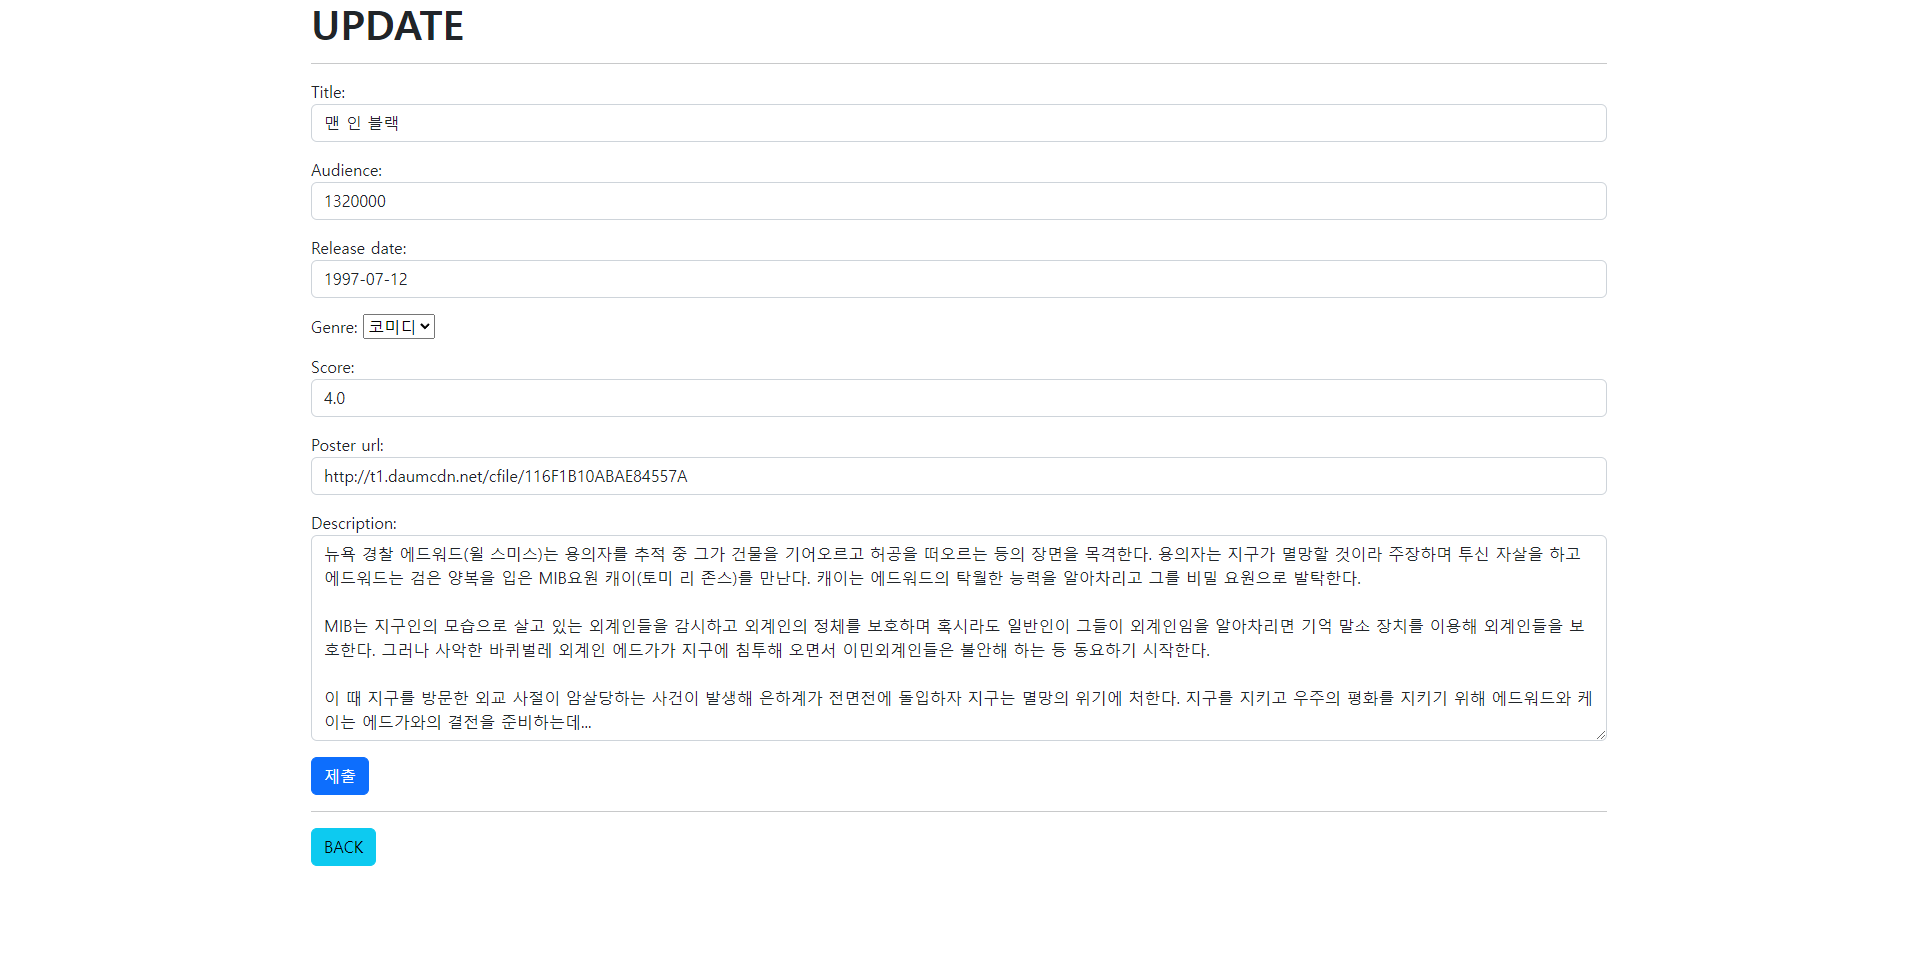 UPDATE
Title:
맨 인 블랙
Audience:
1320000
Release date:
1997-07-12
Genre: 코미디
Score:
4.0
Poster url:
http://t1.daumcdn.net/cfile/116F1B10ABAE84557A
Description:
뉴욕 경찰 에드워드(윌 스미스)는 용의자를 추적 중 그가 건물을 기어오르고 허공을 떠오르는 등의 장면을 목격한다. 용의자는 지구가 멸망할 것이라 주장하며 투신 자살을 하고
에드워드는 검은 양복을 입은 MIB요원 캐이(토미 리 존스)를 만난다. 캐이는 에드워드의 탁월한 능력을 알아차리고 그를 비밀 요원으로 발탁한다.
MIB는 지구인의 모습으로 살고 있는 외계인들을 감시하고 외계인의 정체를 보호하며 혹시라도 일반인이 그들이 외계인임을 알아차리면 기억 말소 장치를 이용해 외계인들을 보
호한다. 그러나 사악한 바퀴벌레 외계인 에드가가 지구에 침투해 오면서 이민외계인들은 불안해 하는 등 동요하기 시작한다.
이 때 지구를 방문한 외교 사절이 암살당하는 사건이 발생해 은하계가 전면전에 돌입하자 지구는 멸망의 위기에 처한다. 지구를 지키고 우주의 평화를 지키기 위해 에드워드와 케
이는 에드가와의 결전을 준비하는데...
제출
BACK